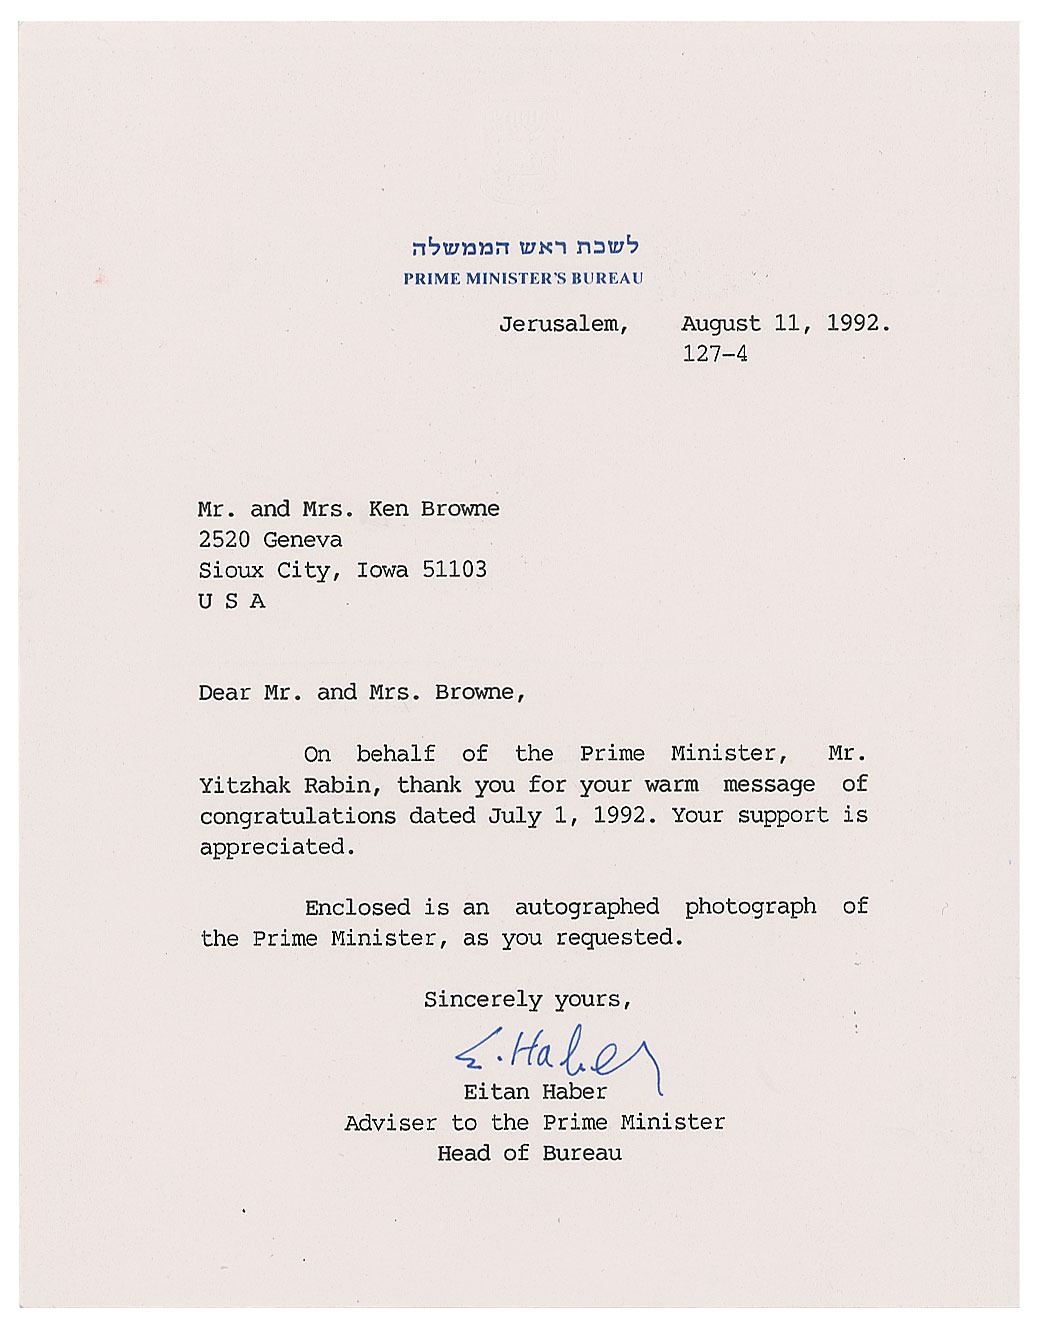 לשכת ראש הממשלה
PRIME MINISTER'S BUREAU
Jerusalem, August 11, 1992.
127-4
Mr. and Mrs. Ken Browne
2520 Geneva
Sioux City, Iowa 51103
U S A
Dear Mr. and Mrs. Browne,
On behalf of the Prime Minister, Mr.
Yitzhak Rabin, thank you for your warm message of
congratulations dated July 1, 1992. Your support is
appreciated.
Enclosed is an autographed photograph of
the Prime Minister, as you requested.
Sincerely yours,
E. Haber
Eitan Haber
Adviser to the Prime Minister
Head of Bureau